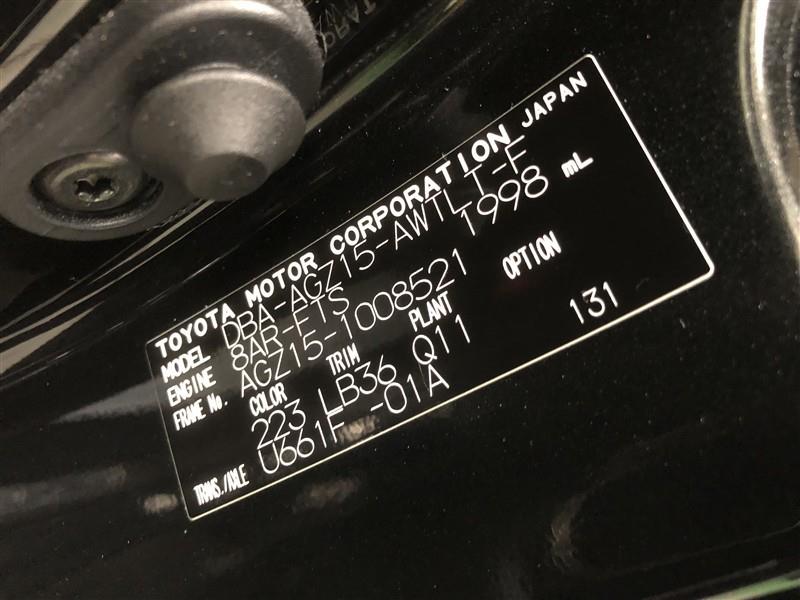 TOYOTA MOTOR CORPORATION JAPAN
MODEL DBA-AGZ15-AWTLT-F
ENGINE 8AR-FTS 1998 mL
FRAME No. AGZ15-1008521
COLOR TRIM PLANT OPTION
223 LB36 Q11 131
TRANS./AXLE U661F -01A